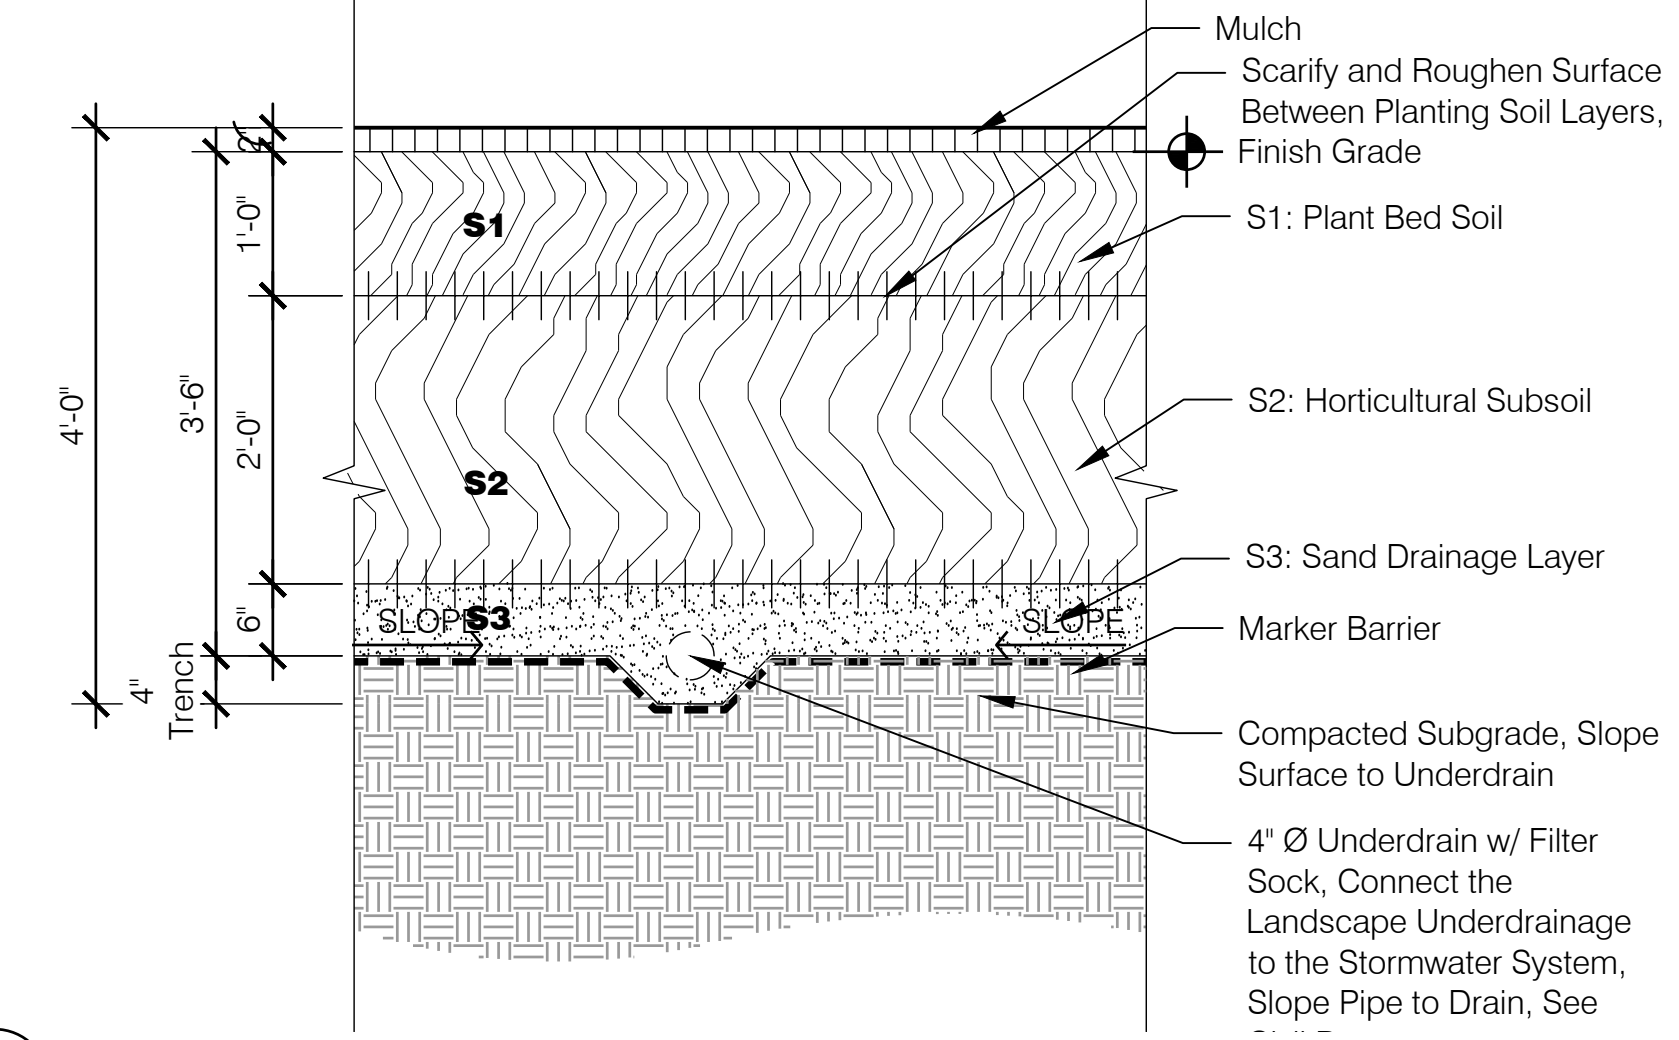 Mulch
Scarify and Roughen Surface
Between Planting Soil Layers,
Finish Grade
2"
1'-0"
S1
S1: Plant Bed Soil
4'-0"
3'-6"
2'-0"
S2: Horticultural Subsoil
S2
S3: Sand Drainage Layer
6"
SLOPE
S3
SLOPE
Marker Barrier
4"
Trench
Compacted Subgrade, Slope
Surface to Underdrain
4" Ø Underdrain w/ Filter
Sock, Connect the
Landscape Underdrainage
to the Stormwater System,
Slope Pipe to Drain, See